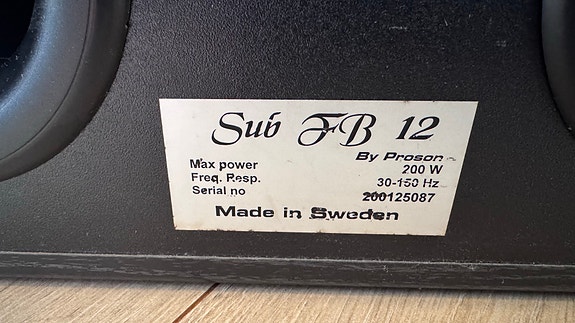 Sub FB 12
By Proson
Max power 200 W
Freq. Resp. 30-150 Hz
Serial no 200125087
Made in Sweden